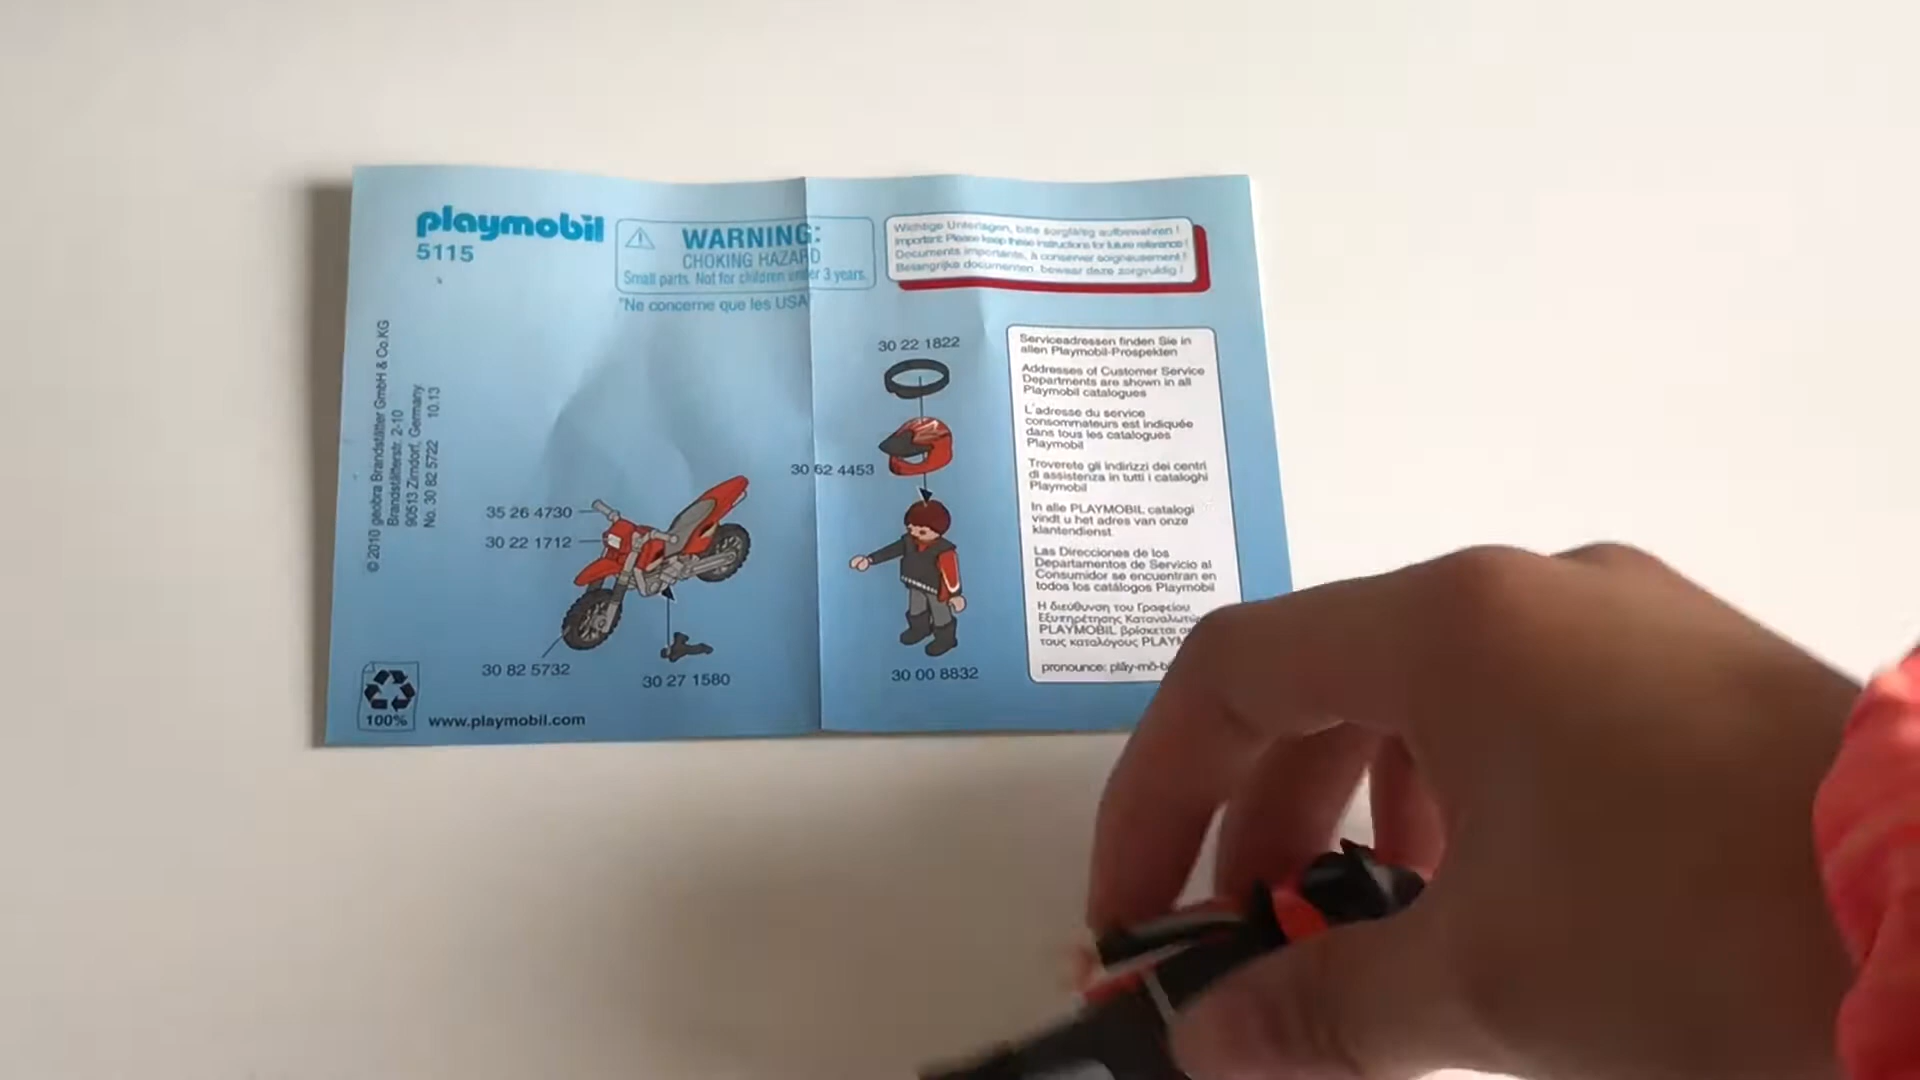 playmobil
5115
WARNING:
CHOKING HAZARD
Small parts. Not for children under 3 years.
"Ne concerne que les USA
Wichtige Unterlagen, bitte sorgfältig aufbewahren !
Important: Please keep these instructions for future reference !
Documents importants, à conserver soigneusement !
Belangrijke documenten, bewaar deze zorgvuldig !
© 2010 geobra Brandstätter GmbH & Co.KG
Brandstätterstr. 2-10
90513 Zirndorf, Germany
No. 30 82 5722 10.13
30 22 1822
30 62 4453
35 26 4730
30 22 1712
30 82 5732
30 27 1580
30 00 8832
Serviceadressen finden Sie in
allen Playmobil-Prospekten
Addresses of Customer Service
Departments are shown in all
Playmobil catalogues
L'adresse du service
consommateurs est indiquée
dans tous les catalogues
Playmobil
Troverete gli indirizzi dei centri
di assistenza in tutti i cataloghi
Playmobil
In alle PLAYMOBIL catalogi
vindt u het adres van onze
klantendienst.
Las Direcciones de los
Departamentos de Servicio al
Consumidor se encuentran en
todos los catálogos Playmobil
Η διεύθυνση του Γραφείου
Εξυπηρέτησης
PLAYMOBIL βρίσκεται
τους καταλόγους
pronounce:
100%
www.playmobil.com